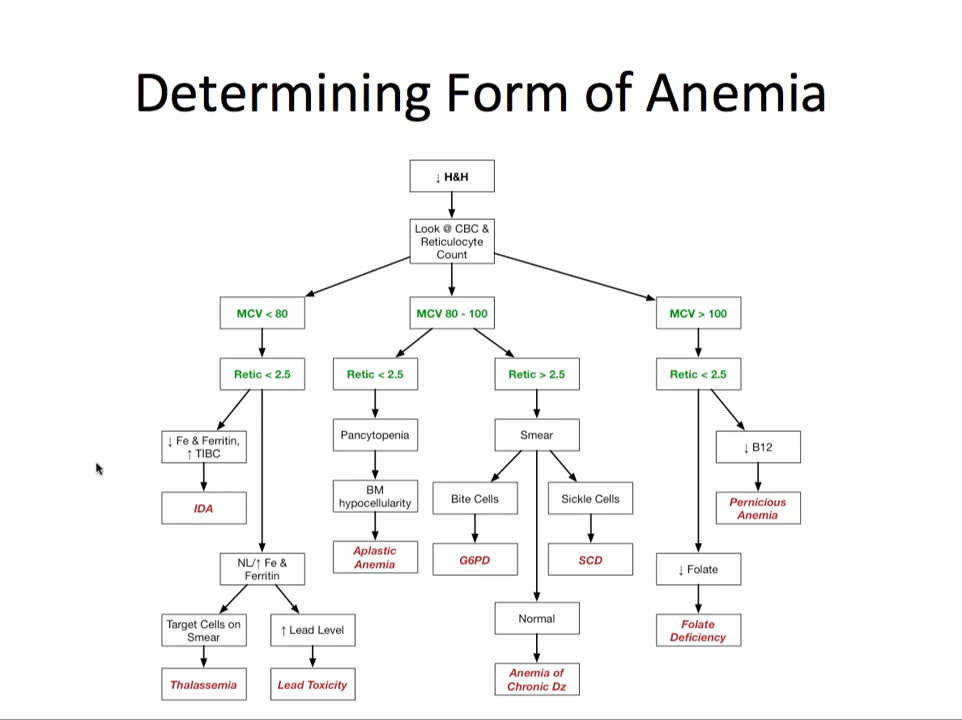 Determining Form of Anemia
↓ H&H
Look @ CBC &
Reticulocyte
Count
MCV < 80
MCV 80 - 100
MCV > 100
Retic < 2.5
Retic < 2.5
Retic > 2.5
Retic < 2.5
↓ Fe & Ferritin,
↑ TIBC
Pancytopenia
Smear
↓ B12
IDA
BM
hypocellularity
Bite Cells
Sickle Cells
Pernicious
Anemia
Aplastic
Anemia
G6PD
SCD
NL/↑ Fe &
Ferritin
↓ Folate
Target Cells on
Smear
↑ Lead Level
Normal
Folate
Deficiency
Thalassemia
Lead Toxicity
Anemia of
Chronic Dz